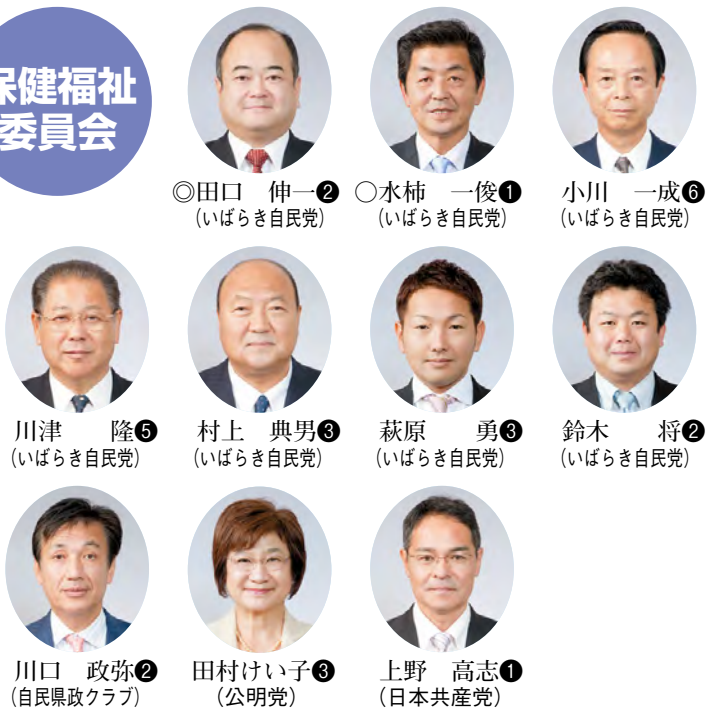 保健福祉
委員会
◎田口　伸一❷
(いばらき自民党)
○水柿　一俊❶
(いばらき自民党)
小川　一成❻
(いばらき自民党)
川津　　隆❺
(いばらき自民党)
村上　典男❸
(いばらき自民党)
萩原　　勇❸
(いばらき自民党)
鈴木　　将❷
(いばらき自民党)
川口　政弥❷
(自民県政クラブ)
田村けい子❸
(公明党)
上野　高志❶
(日本共産党)